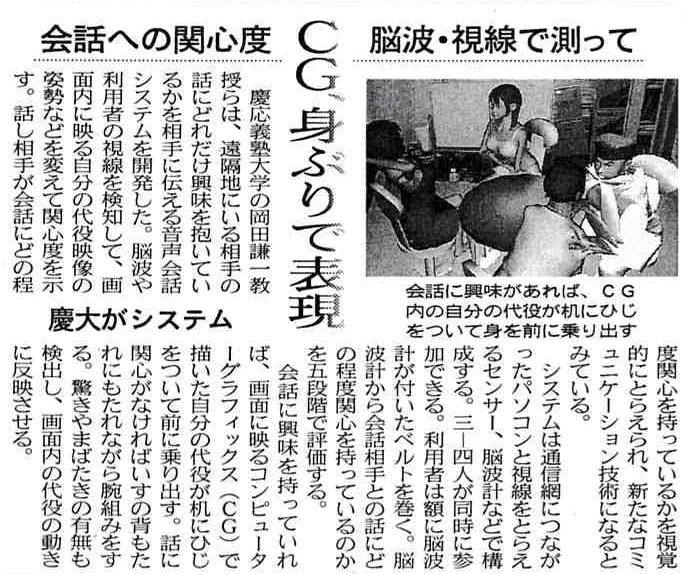 脳波・視線で測って
会話への関心度
CG、身ぶりで表現
慶大がシステム
会話に興味があれば、CG
内の自分の代役が机にひじ
をついて身を前に乗り出す
慶応義塾大学の岡田謙一教
授らは、遠隔地にいる相手の
話にどれだけ興味を抱いてい
るかを相手に伝える音声会話
システムを開発した。脳波や
利用者の視線を検知して、画
面内に映る自分の代役映像の
姿勢などを変えて関心度を示
す。話し相手が会話にどの程
度関心を持っているかを視覚
的にとらえられ、新たなコミ
ュニケーション技術になると
みている。
システムは通信網につなが
ったパソコンと視線をとらえ
るセンサー、脳波計などで構
成する。三―四人が同時に参
加できる。利用者は額に脳波
計が付いたベルトを巻く。脳
波計から会話相手との話にど
の程度関心を持っているのか
を五段階で評価する。
会話に興味を持っていれ
ば、画面に映るコンピュータ
ーグラフィックス(CG)で
描いた自分の代役が机にひじ
をついて前に乗り出す。話に
関心がなければいすの背もた
れにもたれながら腕組みをす
る。驚きやまばたきの有無も
検出し、画面内の代役の動き
に反映させる。